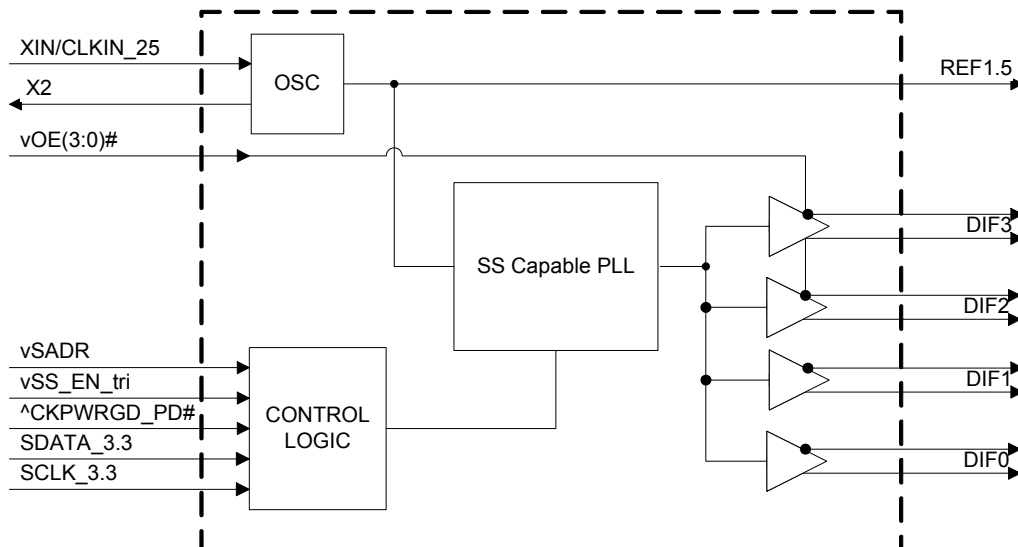 XIN/CLKIN_25
X2
OSC
REF1.5
vOE(3:0)#
SS Capable PLL
DIF3
DIF2
DIF1
DIF0
vSADR
vSS_EN_tri
^CKPWRGD_PD#
SDATA_3.3
SCLK_3.3
CONTROL
LOGIC